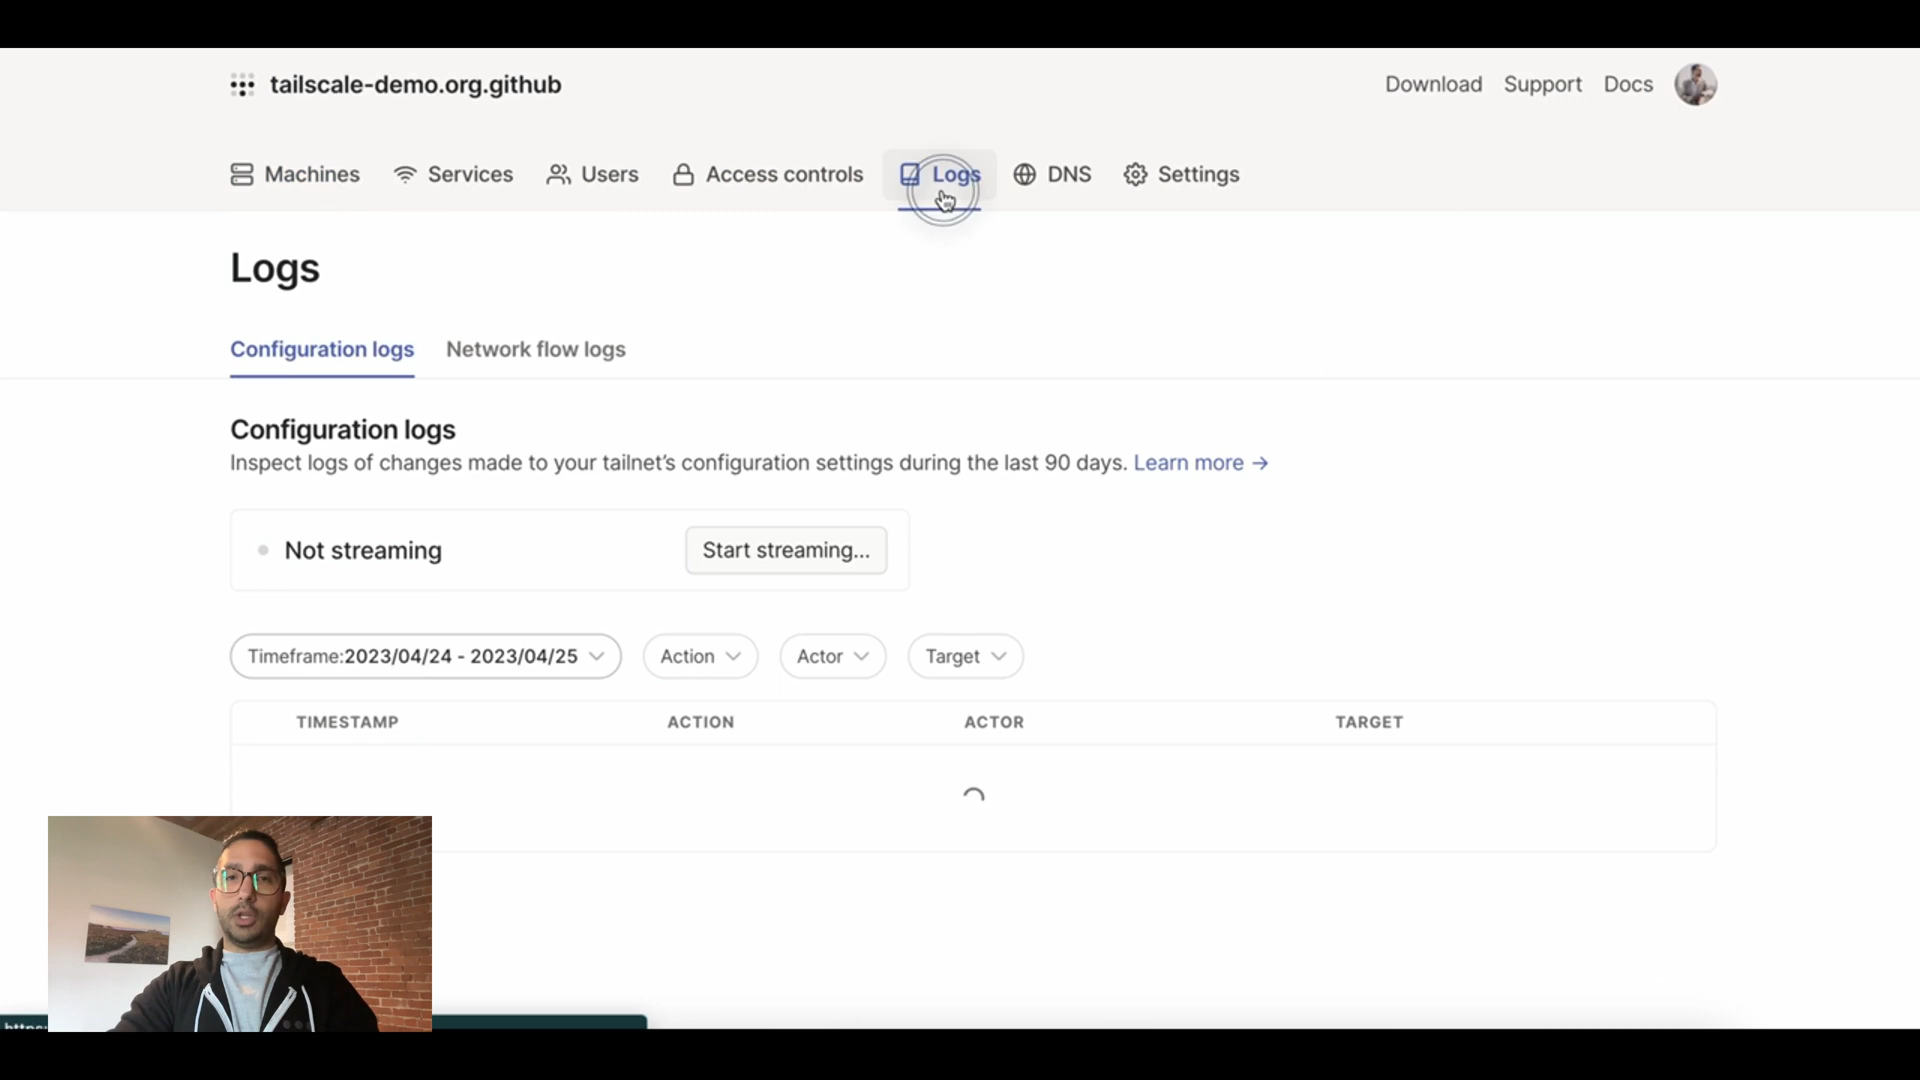 tailscale-demo.org.github
Download Support Docs
Machines Services Users Access controls Logs DNS Settings
Logs
Configuration logs Network flow logs
Configuration logs
Inspect logs of changes made to your tailnet’s configuration settings during the last 90 days. Learn more →
Not streaming Start streaming...
Timeframe:2023/04/24 - 2023/04/25 Action Actor Target
TIMESTAMP ACTION ACTOR TARGET